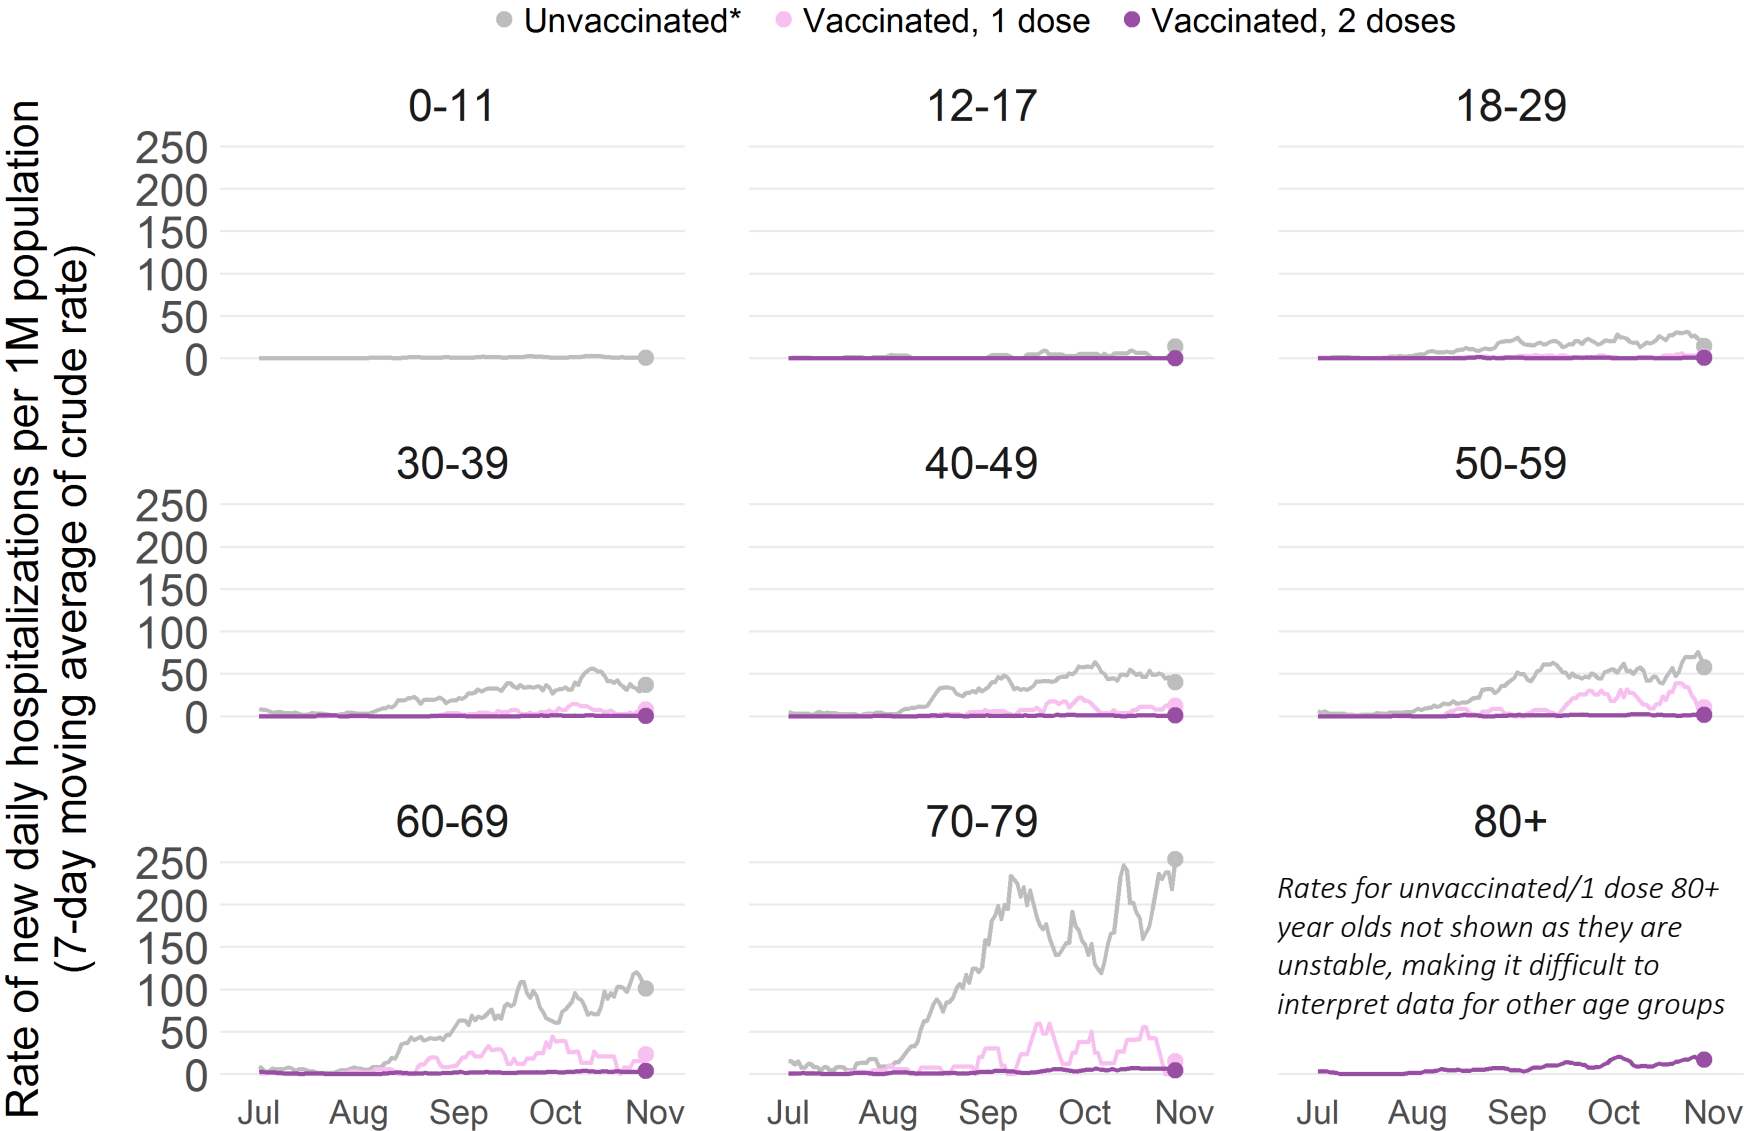 Unvaccinated* Vaccinated, 1 dose Vaccinated, 2 doses
Rate of new daily hospitalizations per 1M population
(7-day moving average of crude rate)
0-11 12-17 18-29
250
200
150
100
50
0
30-39 40-49 50-59
250
200
150
100
50
0
60-69 70-79 80+
250
200
150
100
50
0
Rates for unvaccinated/1 dose 80+
year olds not shown as they are
unstable, making it difficult to
interpret data for other age groups
Jul Aug Sep Oct Nov Jul Aug Sep Oct Nov Jul Aug Sep Oct Nov